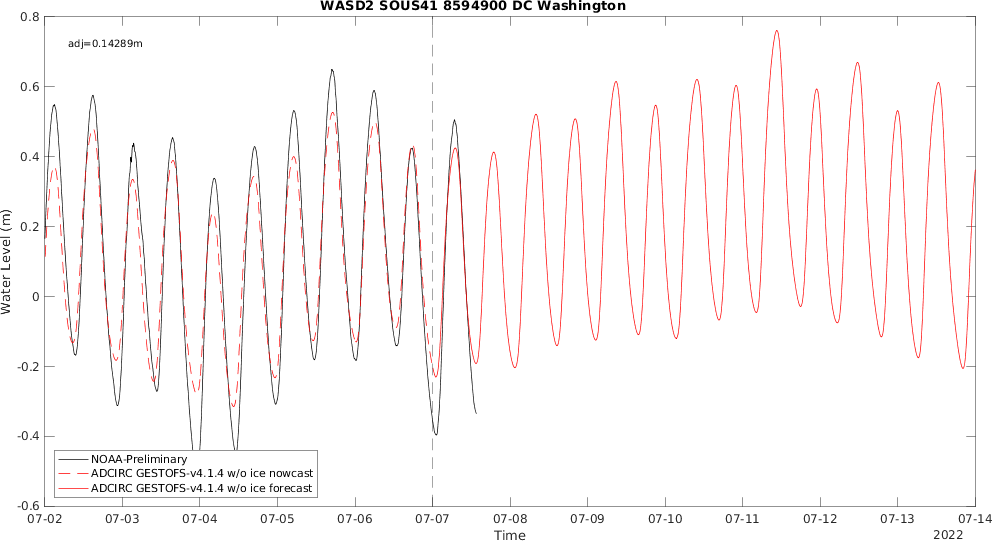 WASD2 SOUS41 8594900 DC Washington
adj=0.14289m
0.8
0.6
0.4
0.2
0
-0.2
-0.4
-0.6
Water Level (m)
NOAA-Preliminary
ADCIRC GESTOFS-v4.1.4 w/o ice nowcast
ADCIRC GESTOFS-v4.1.4 w/o ice forecast
07-02 07-03 07-04 07-05 07-06 07-07 07-08 07-09 07-10 07-11 07-12 07-13 07-14
Time
2022